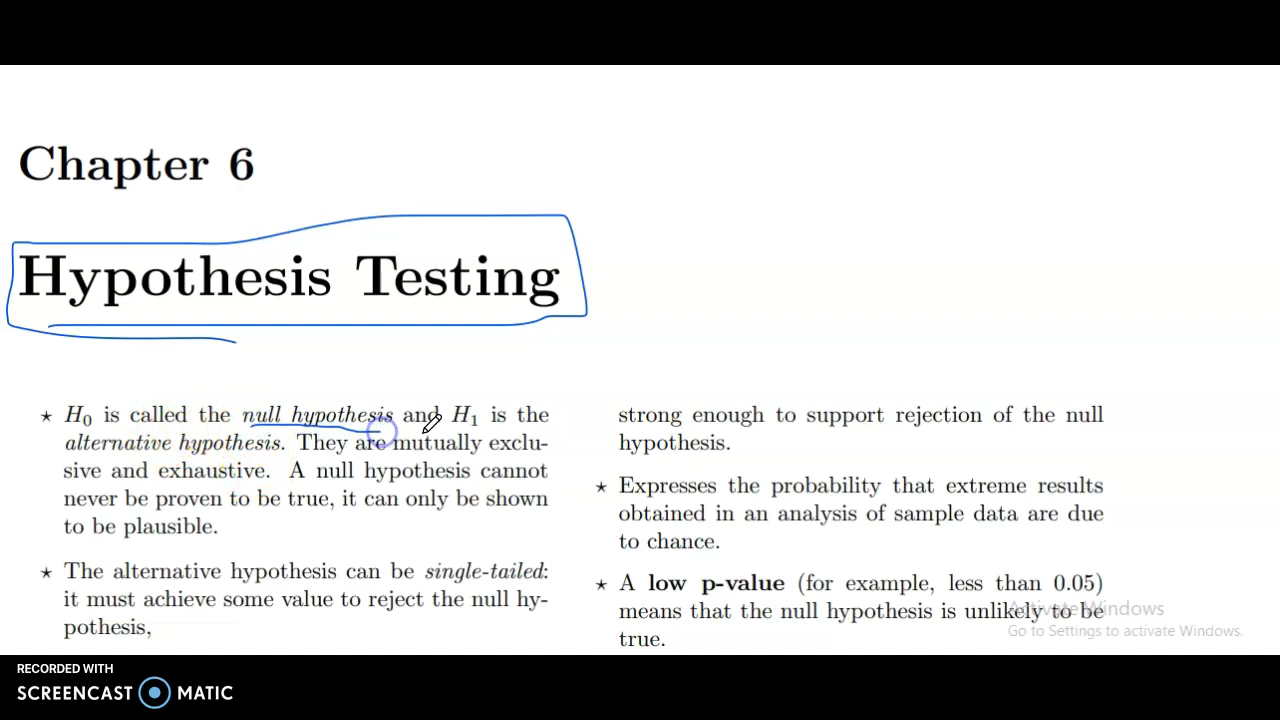 Chapter 6
Hypothesis Testing
⋆ H₀ is called the null hypothesis and H₁ is the
alternative hypothesis. They are mutually exclu-
sive and exhaustive. A null hypothesis cannot
never be proven to be true, it can only be shown
to be plausible.
⋆ The alternative hypothesis can be single-tailed:
it must achieve some value to reject the null hy-
pothesis,
strong enough to support rejection of the null
hypothesis.
⋆ Expresses the probability that extreme results
obtained in an analysis of sample data are due
to chance.
⋆ A low p-value (for example, less than 0.05)
means that the null hypothesis is unlikely to be
true.
Activate Windows
Go to Settings to activate Windows.
RECORDED WITH
SCREENCAST MATIC